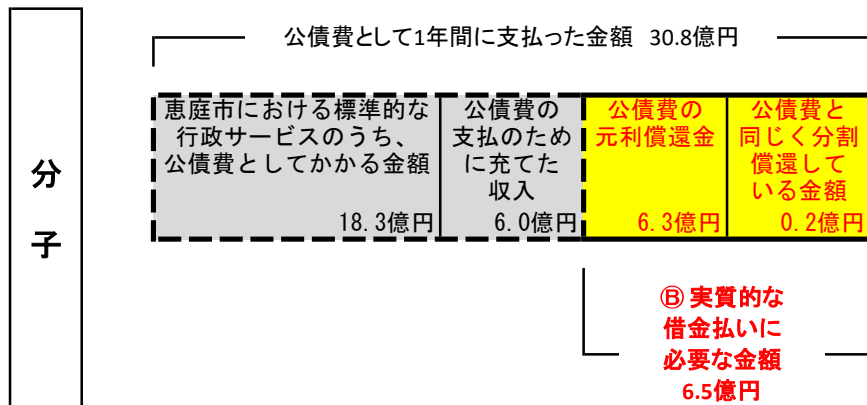 公債費として1年間に支払った金額 30.8億円
分
子
恵庭市における標準的な
行政サービスのうち、
公債費としてかかる金額
18.3億円
公債費の
支払のため
に充てた
収入
6.0億円
公債費の
元利償還金
6.3億円
公債費と
同じく分割
償還して
いる金額
0.2億円
Ⓑ 実質的な
借金払いに
必要な金額
6.5億円